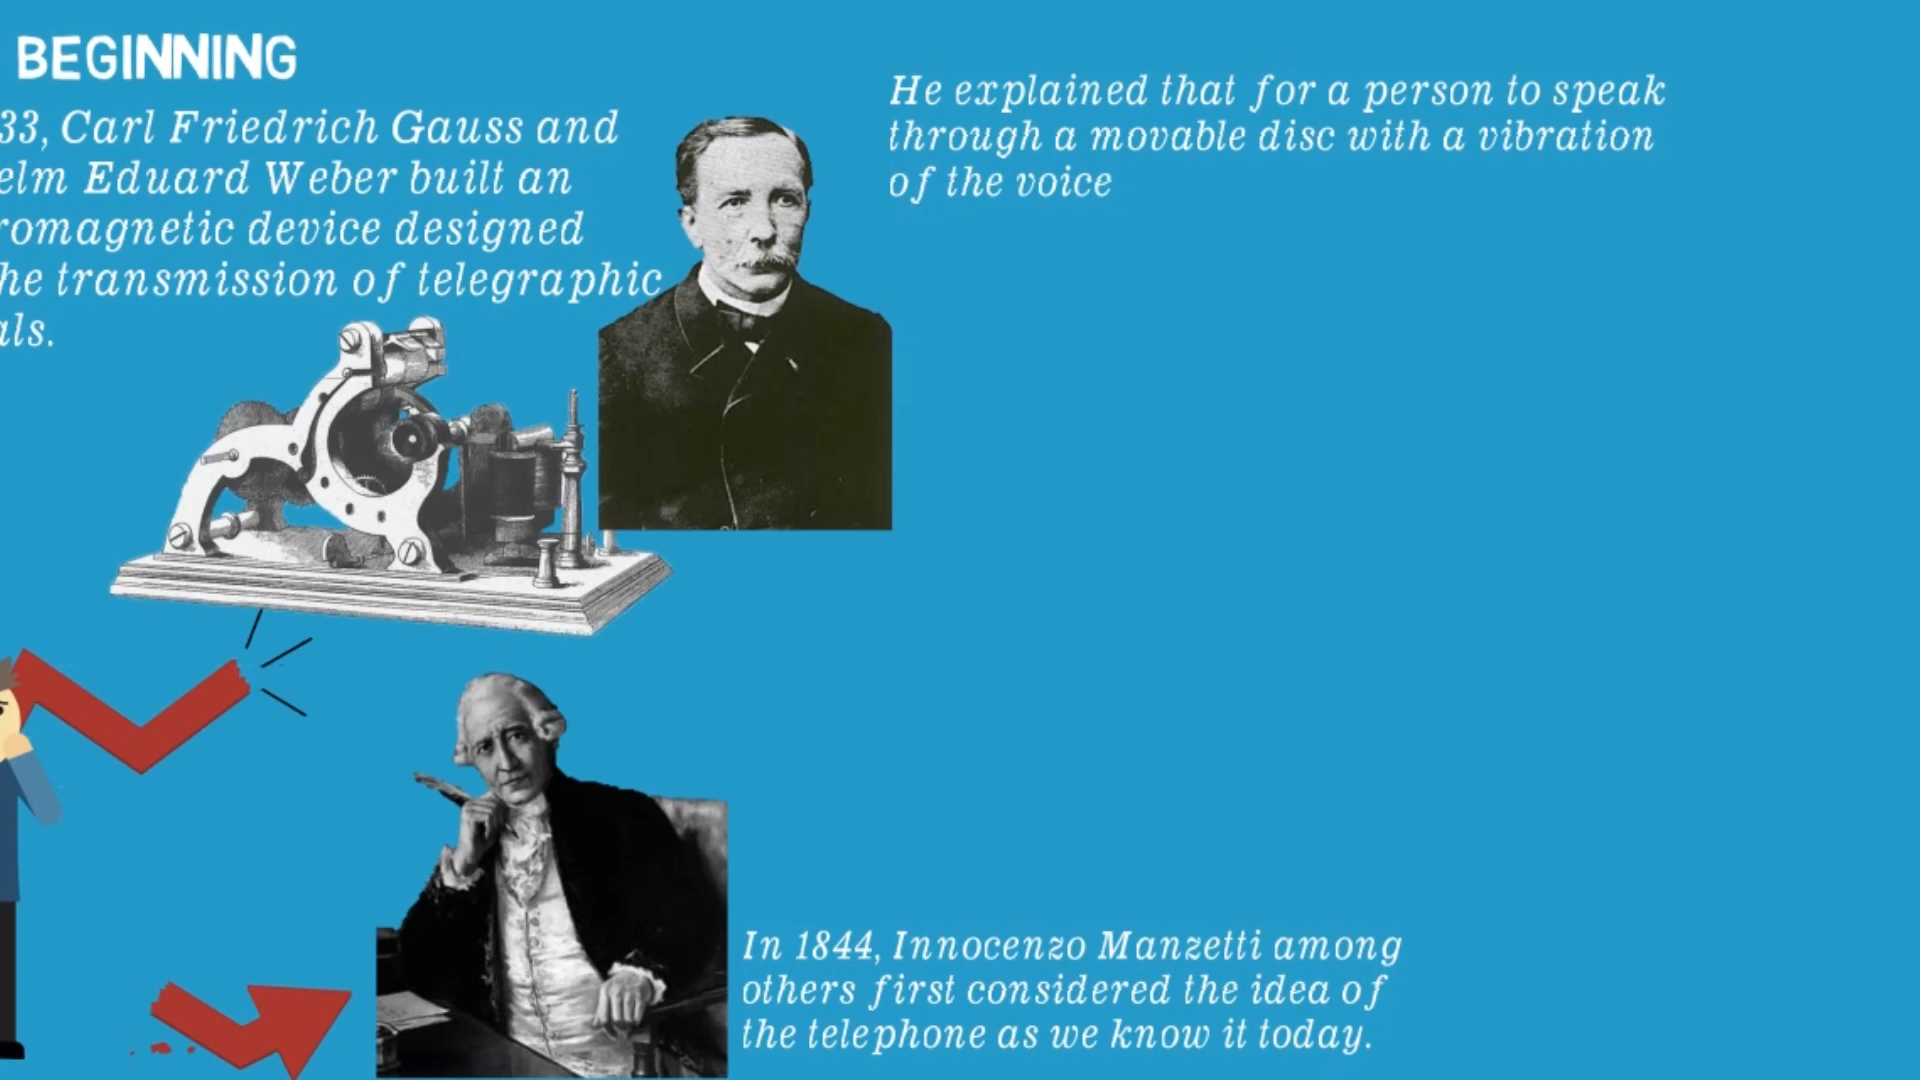 BEGINNING
33, Carl Friedrich Gauss and
elm Eduard Weber built an
romagnetic device designed
he transmission of telegraphic
als.
He explained that for a person to speak
through a movable disc with a vibration
of the voice
In 1844, Innocenzo Manzetti among
others first considered the idea of
the telephone as we know it today.